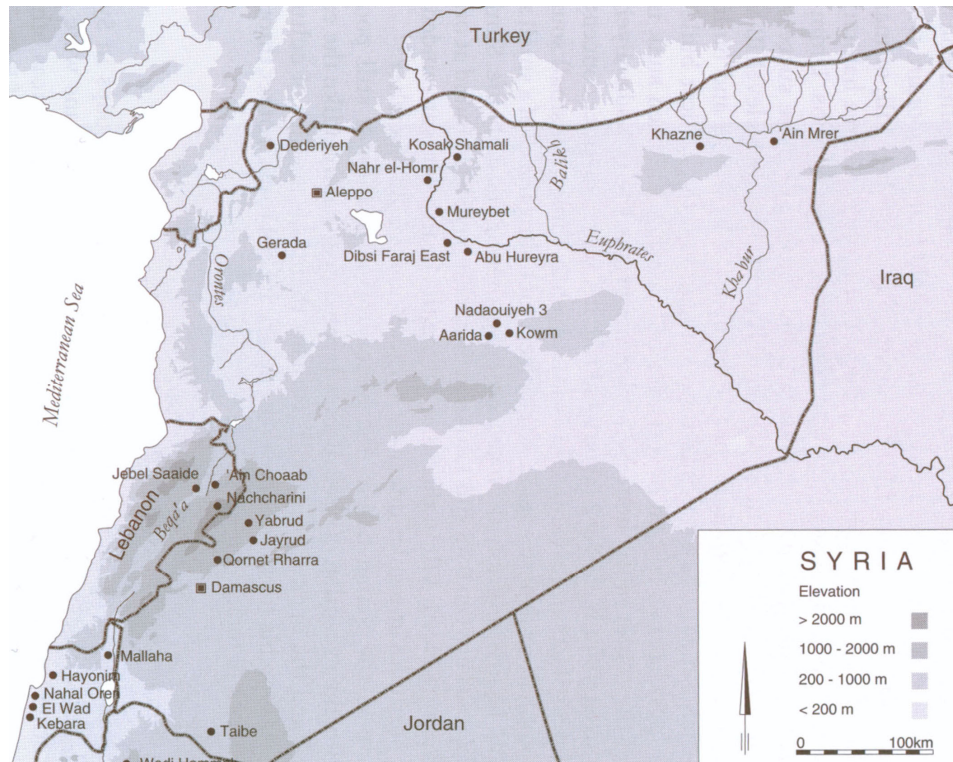 Turkey
Dederiyeh
Kosak Shamali
Khazne
'Ain Mrer
Nahr el-Homr
Balikh
Aleppo
Mureybet
Gerada
Dibsi Faraj East
Abu Hureyra
Euphrates
Orontes
Khabur
Iraq
Mediterranean Sea
Nadaouiyeh 3
Aarida
Kowm
Jebel Saaide
'Ain Choaab
Nachcharini
Lebanon
Beqa'a
Yabrud
Jayrud
Qornet Rharra
Damascus
Mallaha
Hayonim
Nahal Oren
El Wad
Kebara
Taibe
Jordan
SYRIA
Elevation
> 2000 m
1000 - 2000 m
200 - 1000 m
< 200 m
0 100km